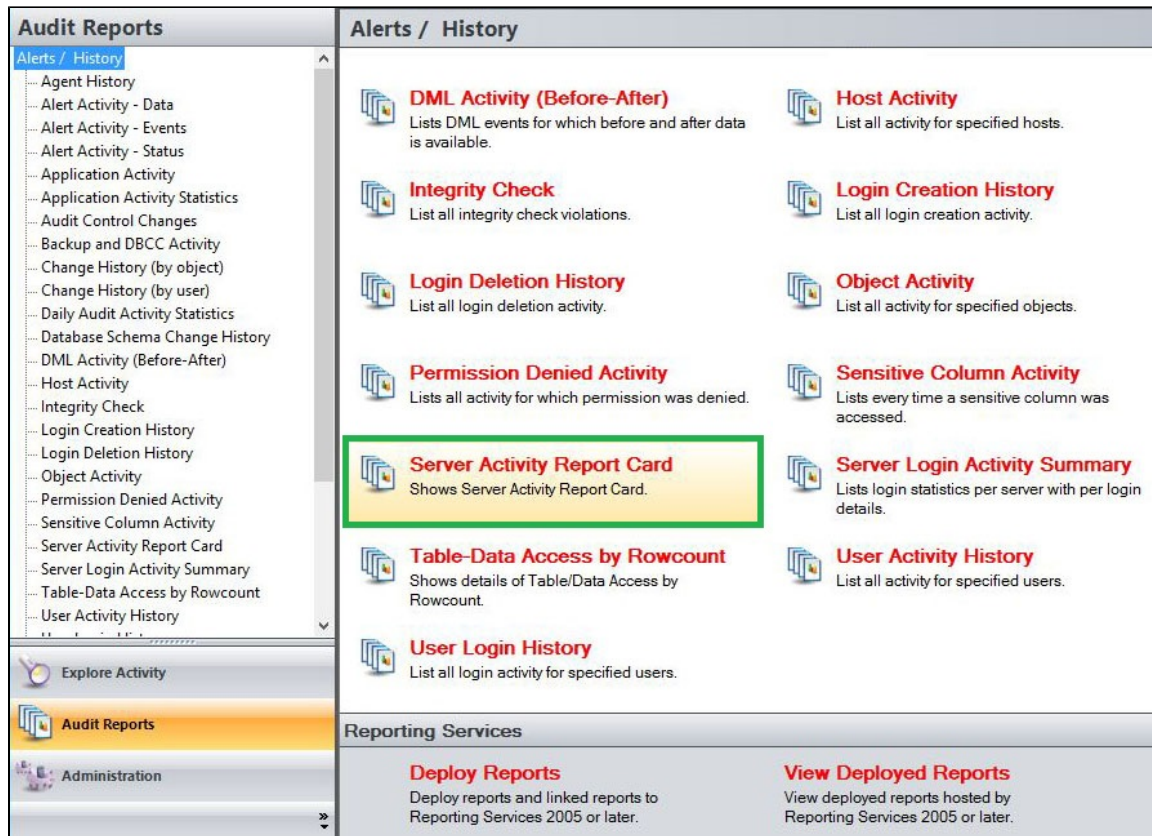 Audit Reports
Alerts / History
Agent History
Alert Activity - Data
Alert Activity - Events
Alert Activity - Status
Application Activity
Application Activity Statistics
Audit Control Changes
Backup and DBCC Activity
Change History (by object)
Change History (by user)
Daily Audit Activity Statistics
Database Schema Change History
DML Activity (Before-After)
Host Activity
Integrity Check
Login Creation History
Login Deletion History
Object Activity
Permission Denied Activity
Sensitive Column Activity
Server Activity Report Card
Server Login Activity Summary
Table-Data Access by Rowcount
User Activity History
Explore Activity
Audit Reports
Administration
Alerts / History
DML Activity (Before-After)
Lists DML events for which before and after data
is available.
Host Activity
List all activity for specified hosts.
Integrity Check
List all integrity check violations.
Login Creation History
List all login creation activity.
Login Deletion History
List all login deletion activity.
Object Activity
List all activity for specified objects.
Permission Denied Activity
Lists all activity for which permission was denied.
Sensitive Column Activity
Lists every time a sensitive column was
accessed.
Server Activity Report Card
Shows Server Activity Report Card.
Server Login Activity Summary
Lists login statistics per server with per login
details.
Table-Data Access by Rowcount
Shows details of Table/Data Access by
Rowcount.
User Activity History
List all activity for specified users.
User Login History
List all login activity for specified users.
Reporting Services
Deploy Reports
Deploy reports and linked reports to
Reporting Services 2005 or later.
View Deployed Reports
View deployed reports hosted by
Reporting Services 2005 or later.